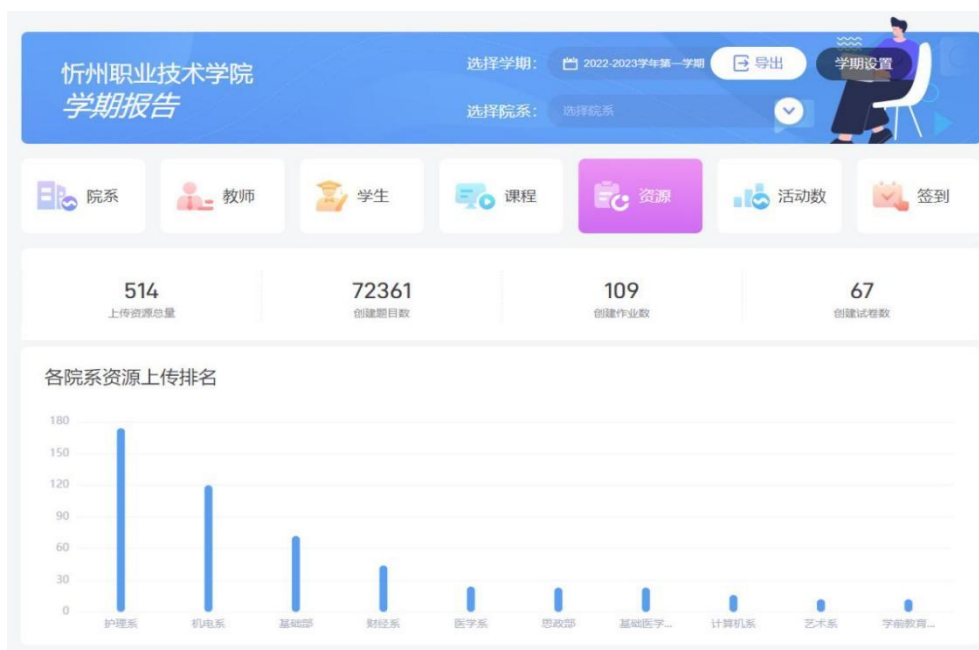 忻州职业技术学院
学期报告
选择学期：
2022-2023学年第一学期
导出
学期设置
选择院系：
选择院系
院系
教师
学生
课程
资源
活动数
签到
514
上传资源总量
72361
创建题目数
109
创建作业数
67
创建试卷数
各院系资源上传排名
180
150
120
90
60
30
0
护理系
机电系
基础部
财经系
医学系
思政部
基础医学...
计算机系
艺术系
学前教育...